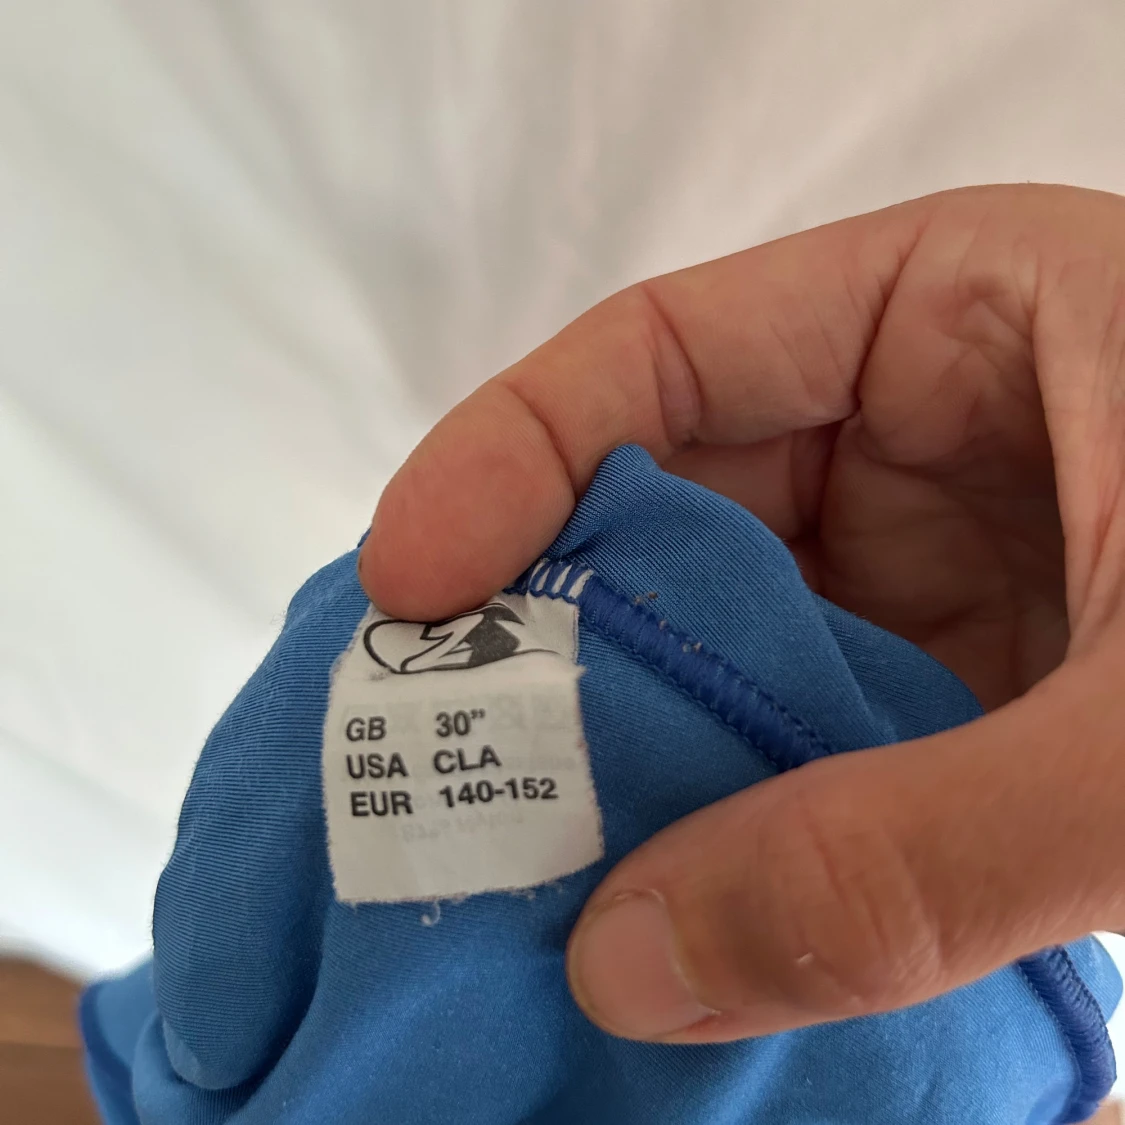 GB 30”
USA CLA
EUR 140-152